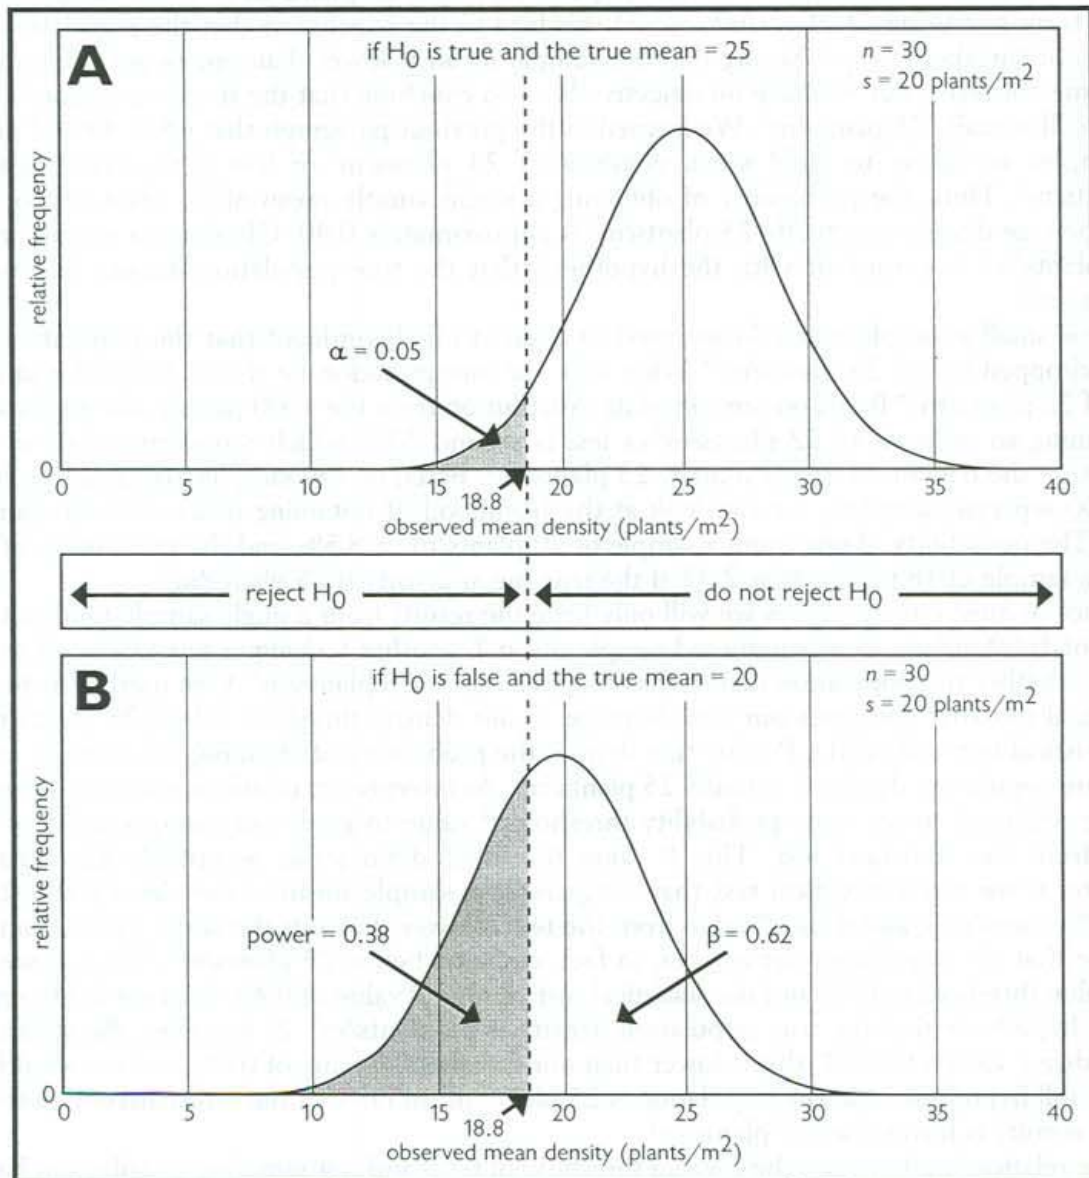 A
if H0 is true and the true mean = 25
n = 30
s = 20 plants/m²
relative frequency
α = 0.05
0
0 5 10 15 20 25 30 35 40
18.8
observed mean density (plants/m²)
reject H0
do not reject H0
B
if H0 is false and the true mean = 20
n = 30
s = 20 plants/m²
relative frequency
power = 0.38
β = 0.62
0
0 5 10 15 20 25 30 35 40
18.8
observed mean density (plants/m²)